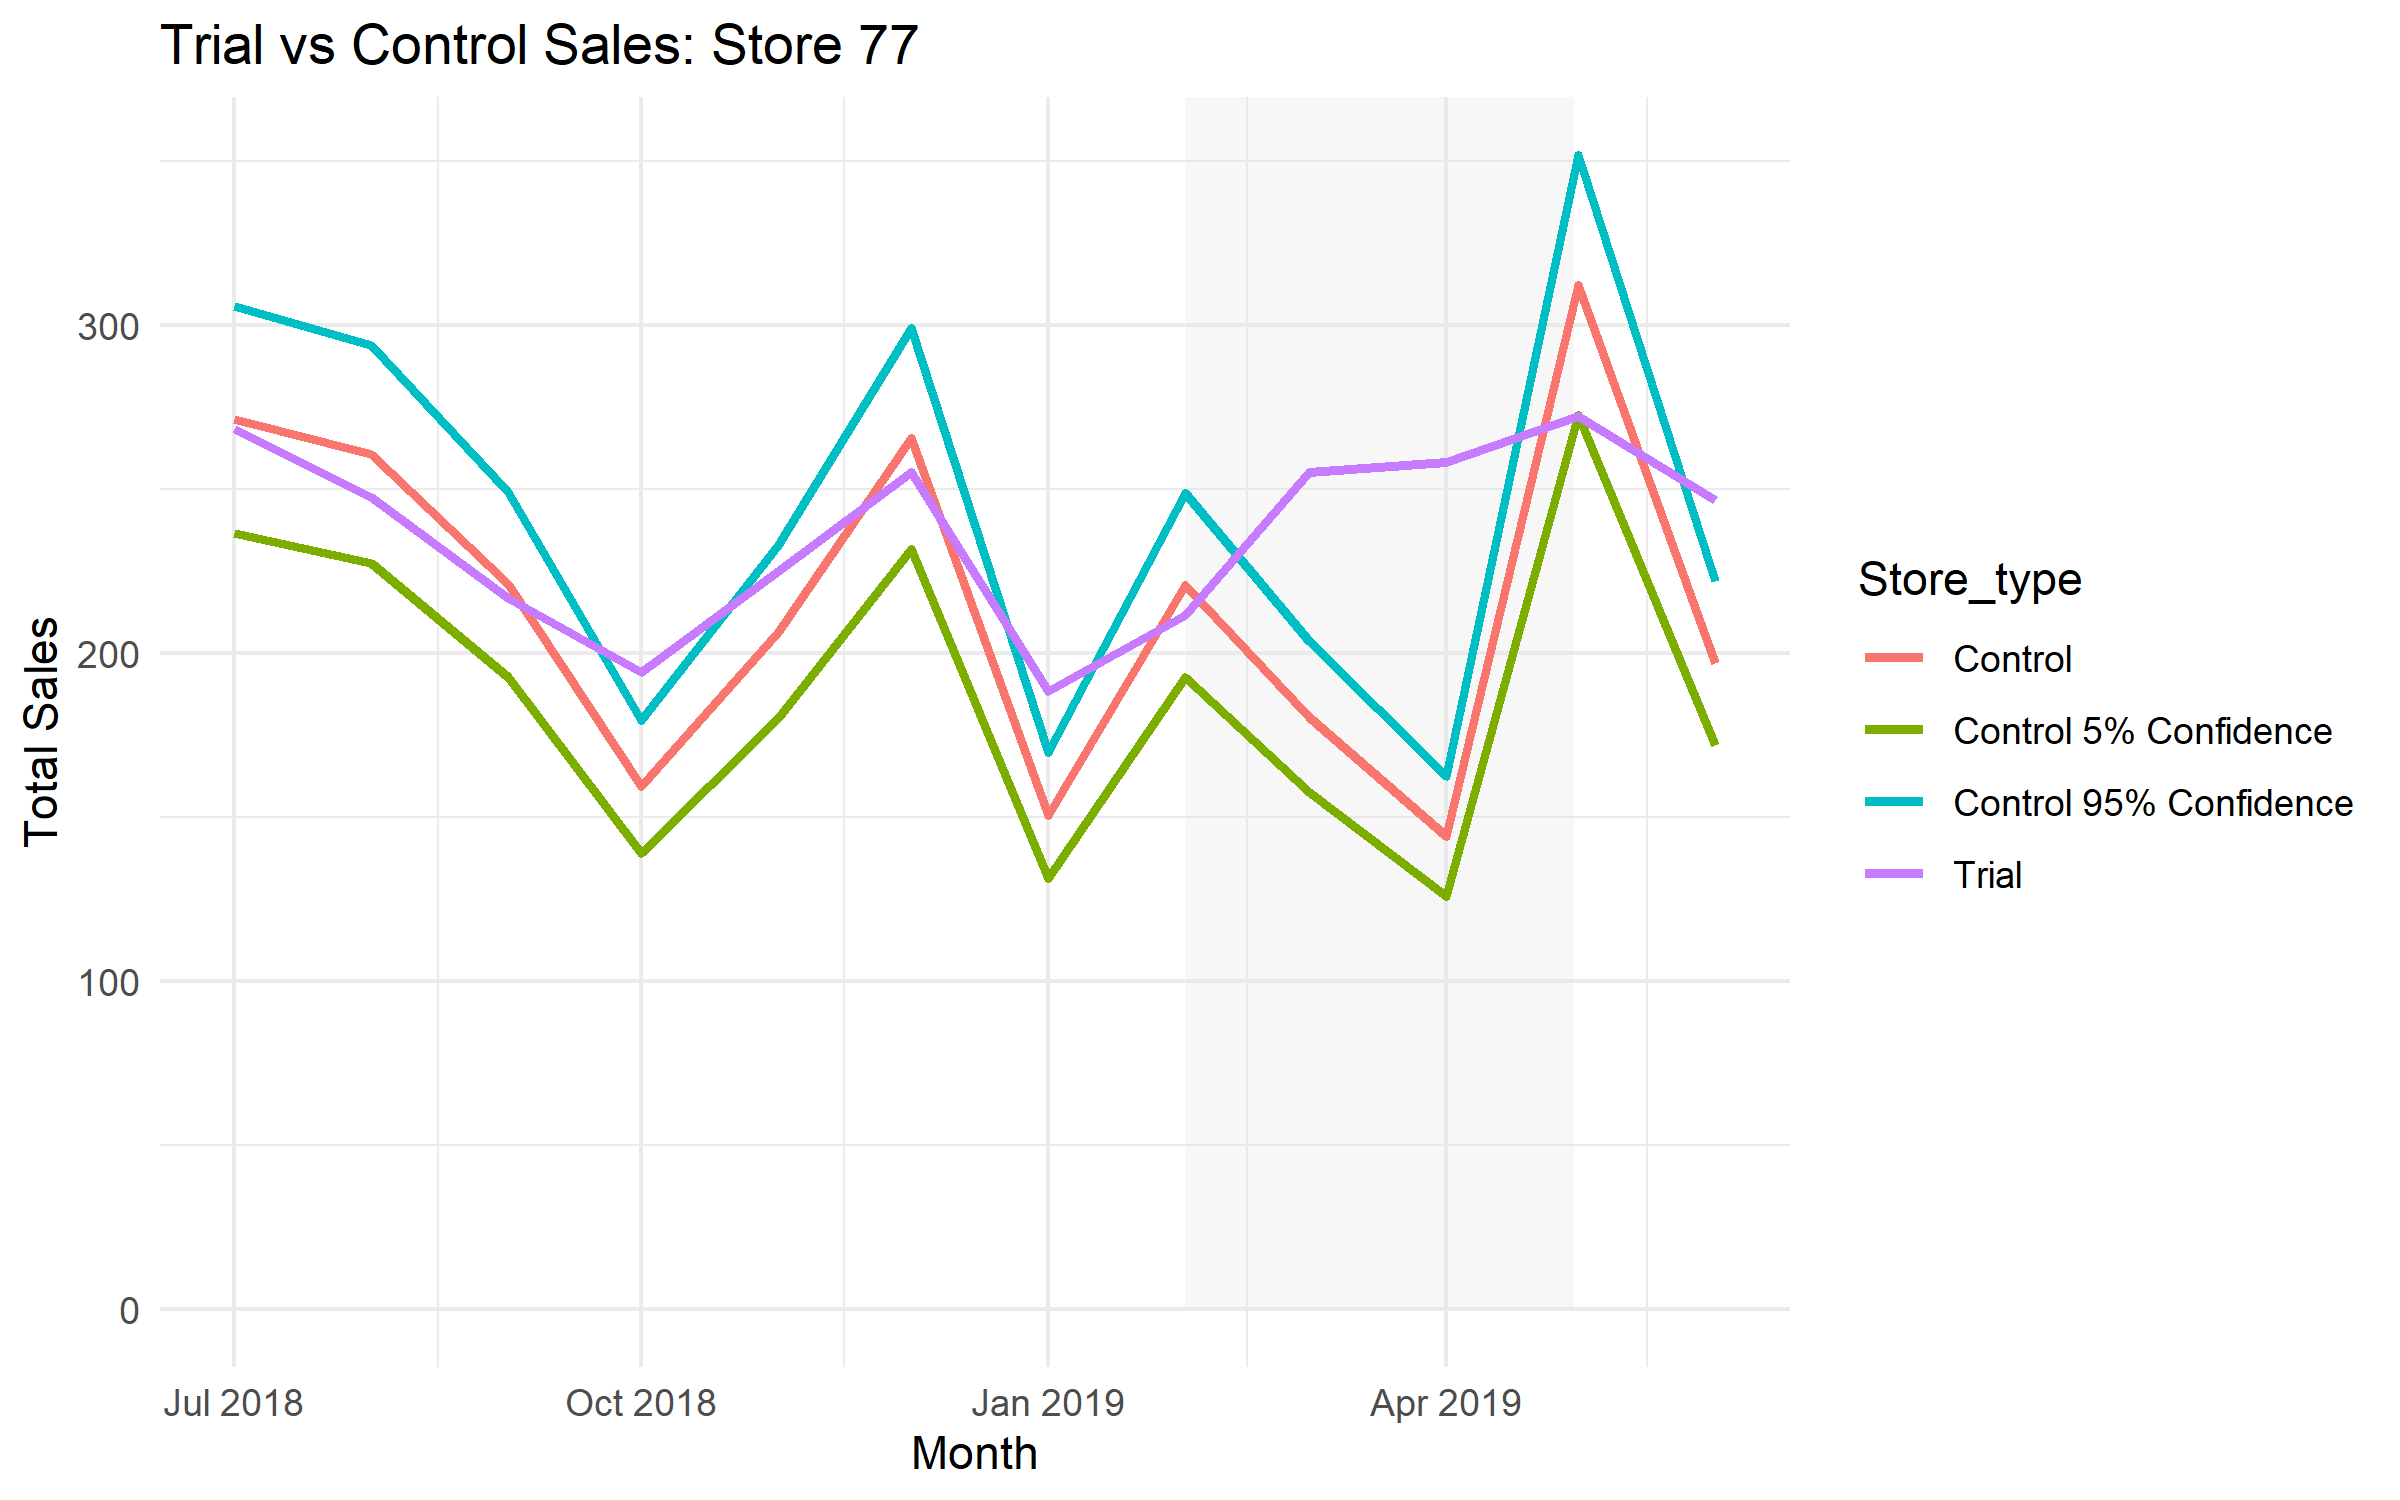 Trial vs Control Sales: Store 77
Total Sales
300
200
100
0
Jul 2018
Oct 2018
Jan 2019
Apr 2019
Month
Store_type
Control
Control 5% Confidence
Control 95% Confidence
Trial